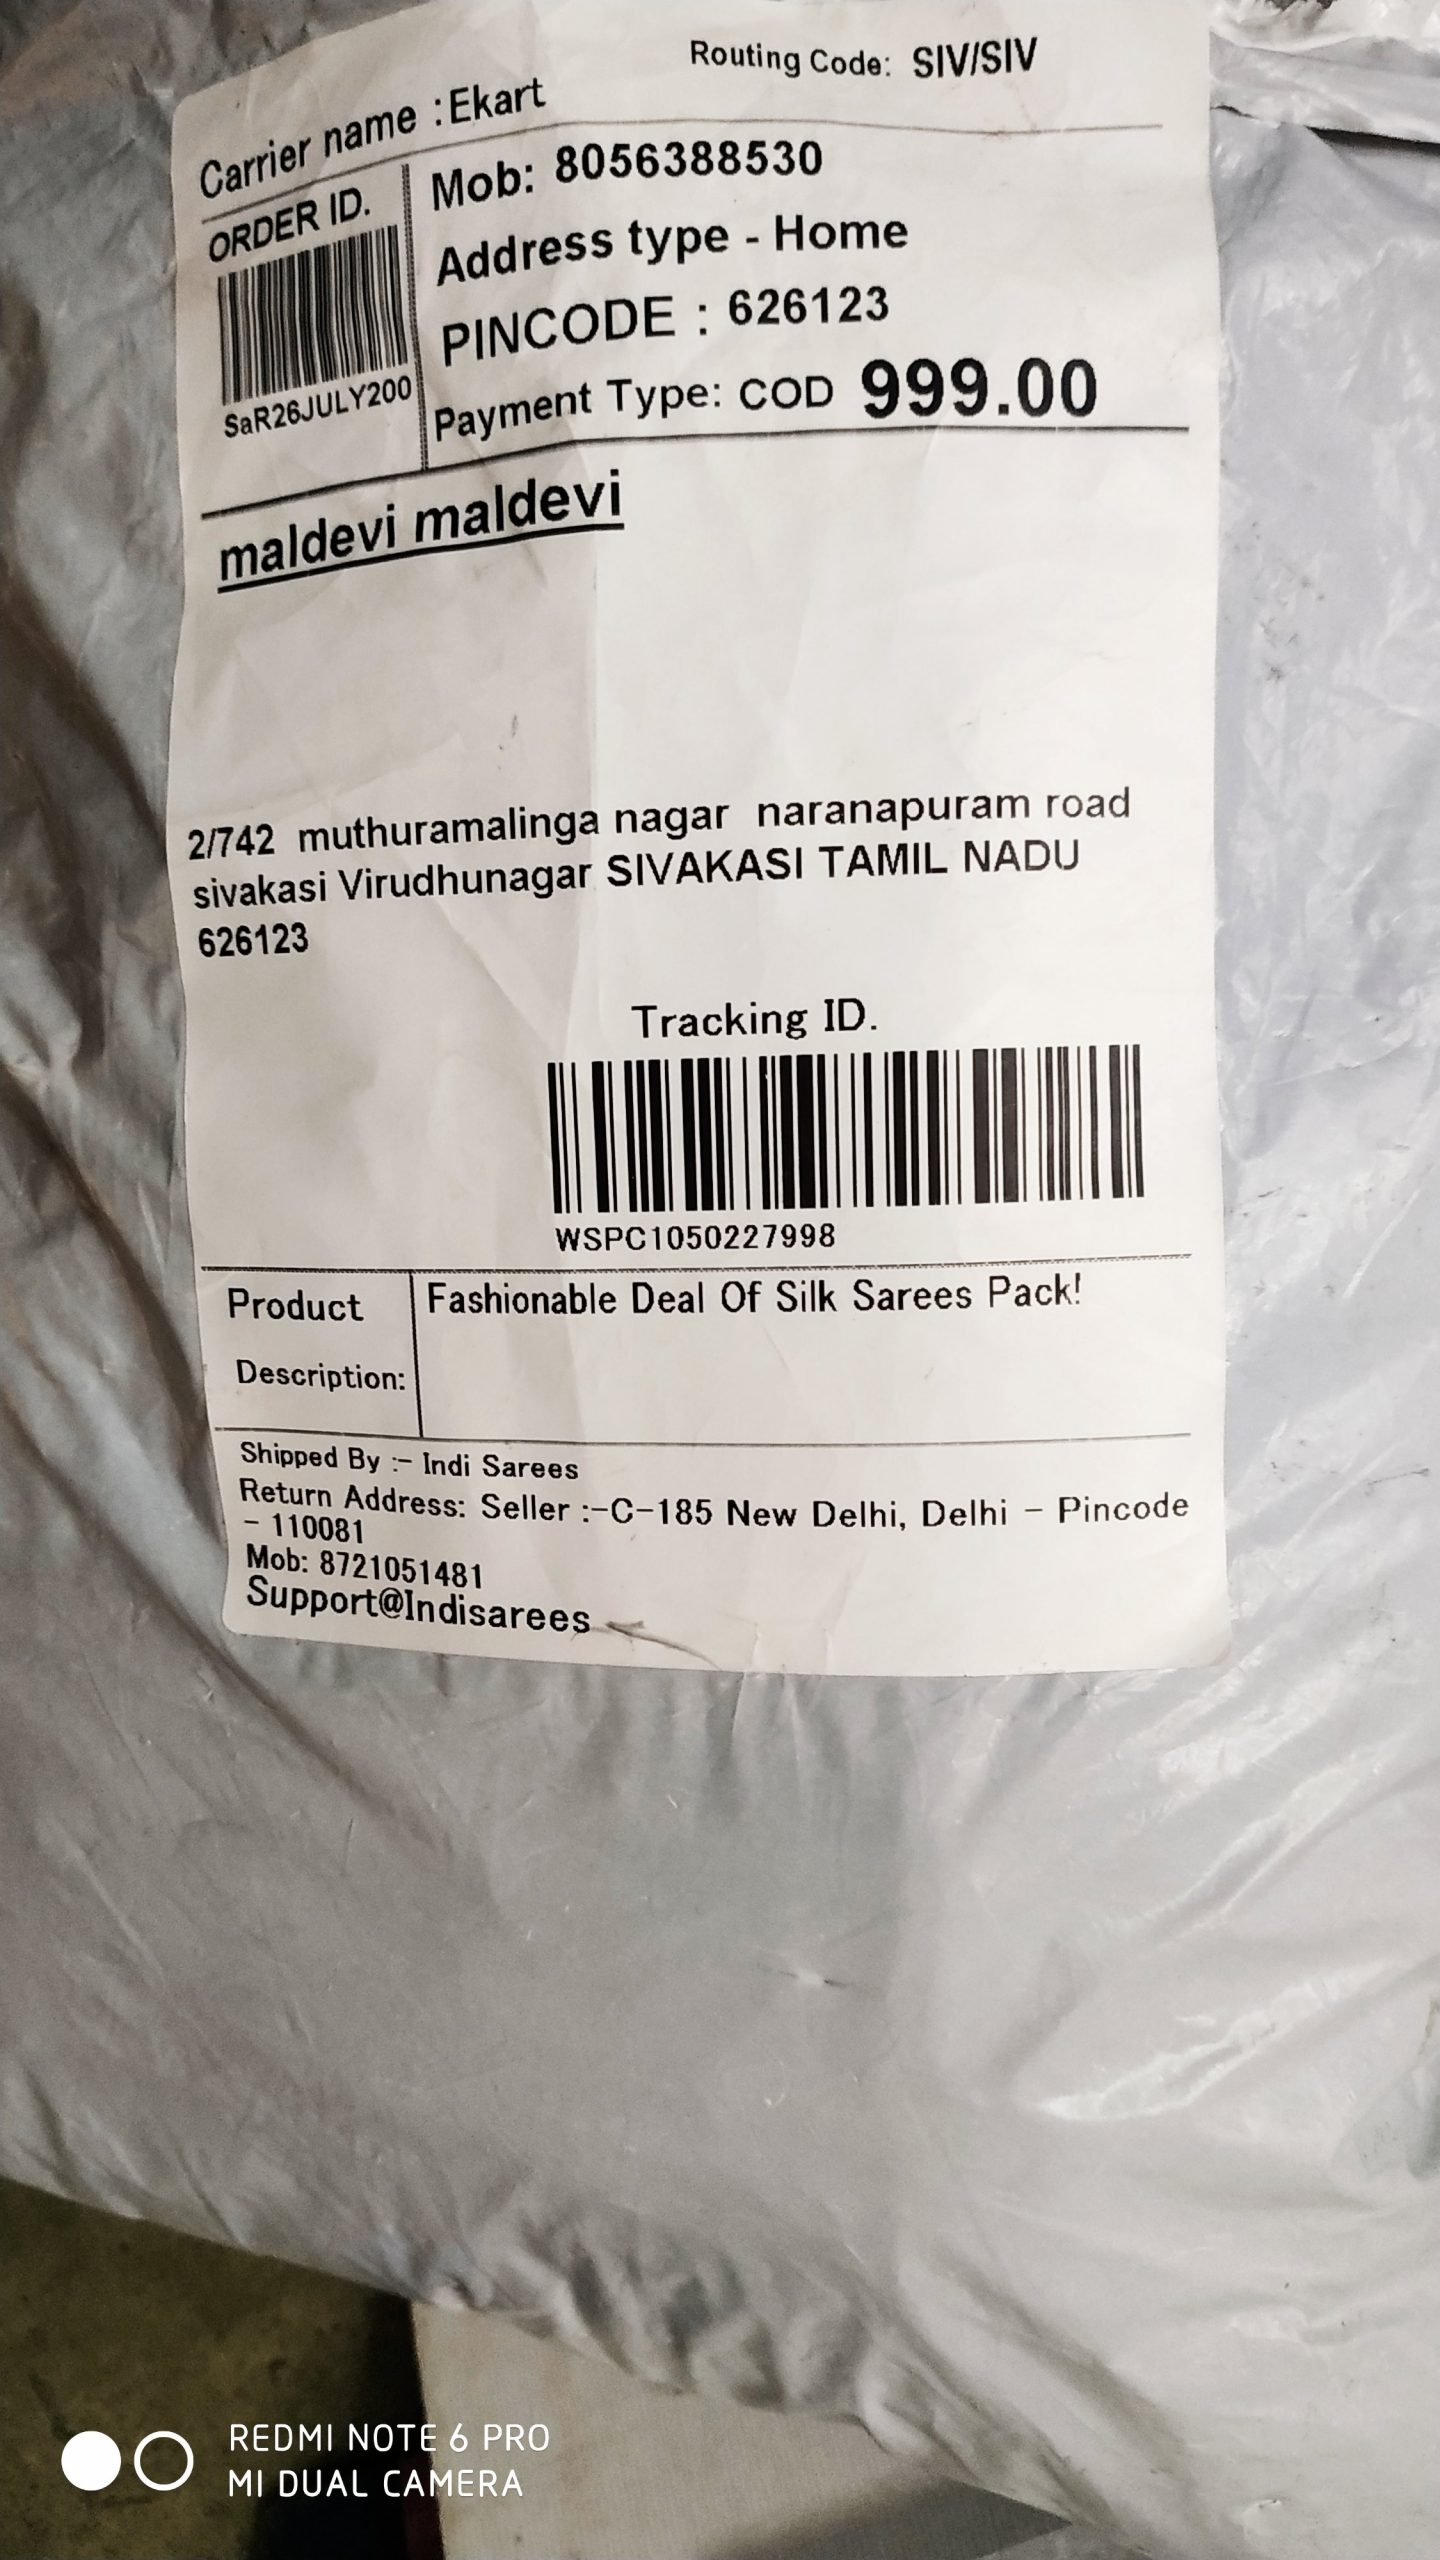 Routing Code: SIV/SIV
Carrier name :Ekart
ORDER ID.
SaR26JULY200
Mob: 8056388530
Address type - Home
PINCODE : 626123
Payment Type: COD 999.00
maldevi maldevi
2/742 muthuramalinga nagar naranapuram road
sivakasi Virudhunagar SIVAKASI TAMIL NADU
626123
Tracking ID.
WSPC1050227998
Product
Description:
Fashionable Deal Of Silk Sarees Pack!
Shipped By :- Indi Sarees
Return Address: Seller :-C-185 New Delhi, Delhi - Pincode
- 110081
Mob: 8721051481
Support@Indisarees
REDMI NOTE 6 PRO
MI DUAL CAMERA